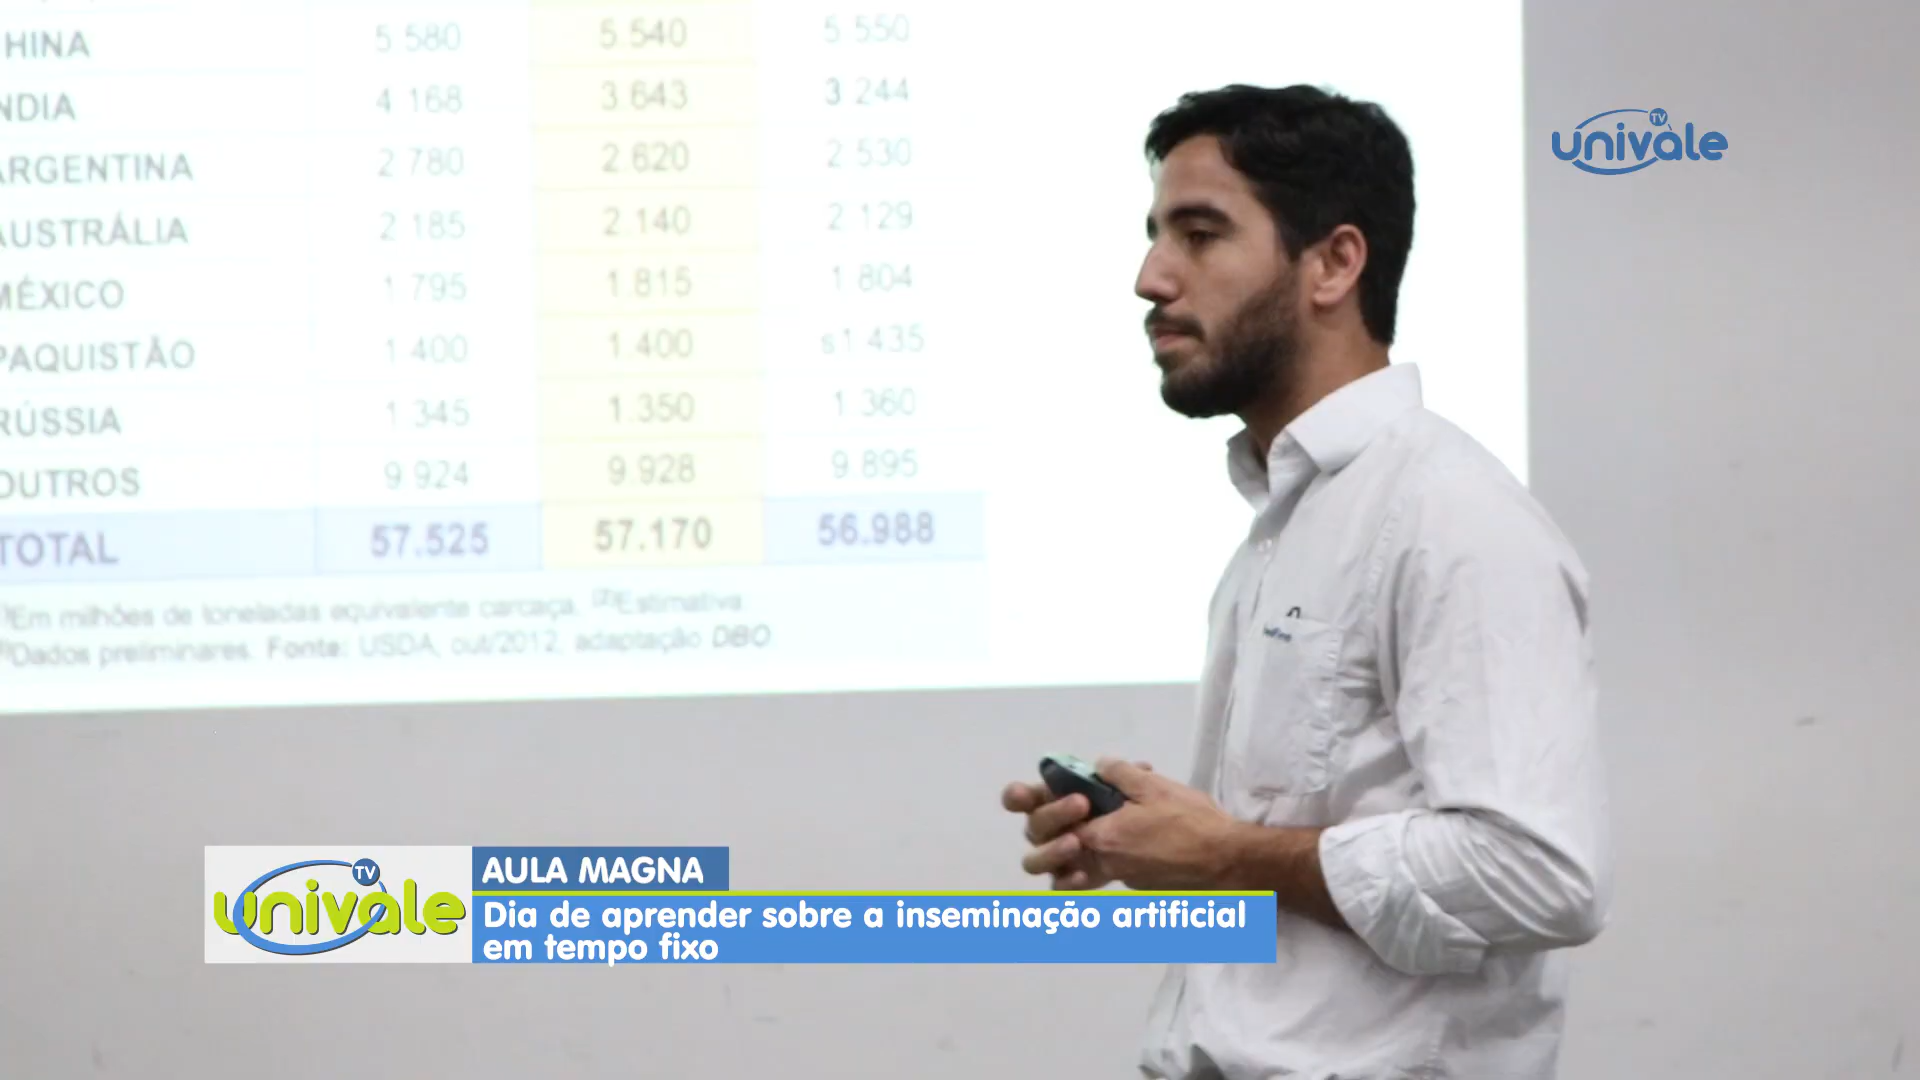 HINA 5 580 5.540 5 550
NDIA 4 168 3.643 3 244
ARGENTINA 2 780 2.620 2 530
AUSTRÁLIA 2 185 2.140 2 129
MÉXICO 1 795 1.815 1 804
PAQUISTÃO 1 400 1.400 s1 435
RÚSSIA 1 345 1.350 1 360
OUTROS 9 924 9.928 9 895
TOTAL 57.525 57.170 56.988
Em milhões de toneladas equivalente carcaça. (2)Estimativa
Dados preliminares. Fonte: USDA, out/2012, adaptação DBO
TV
univale
TV
univale
AULA MAGNA
Dia de aprender sobre a inseminação artificial
em tempo fixo